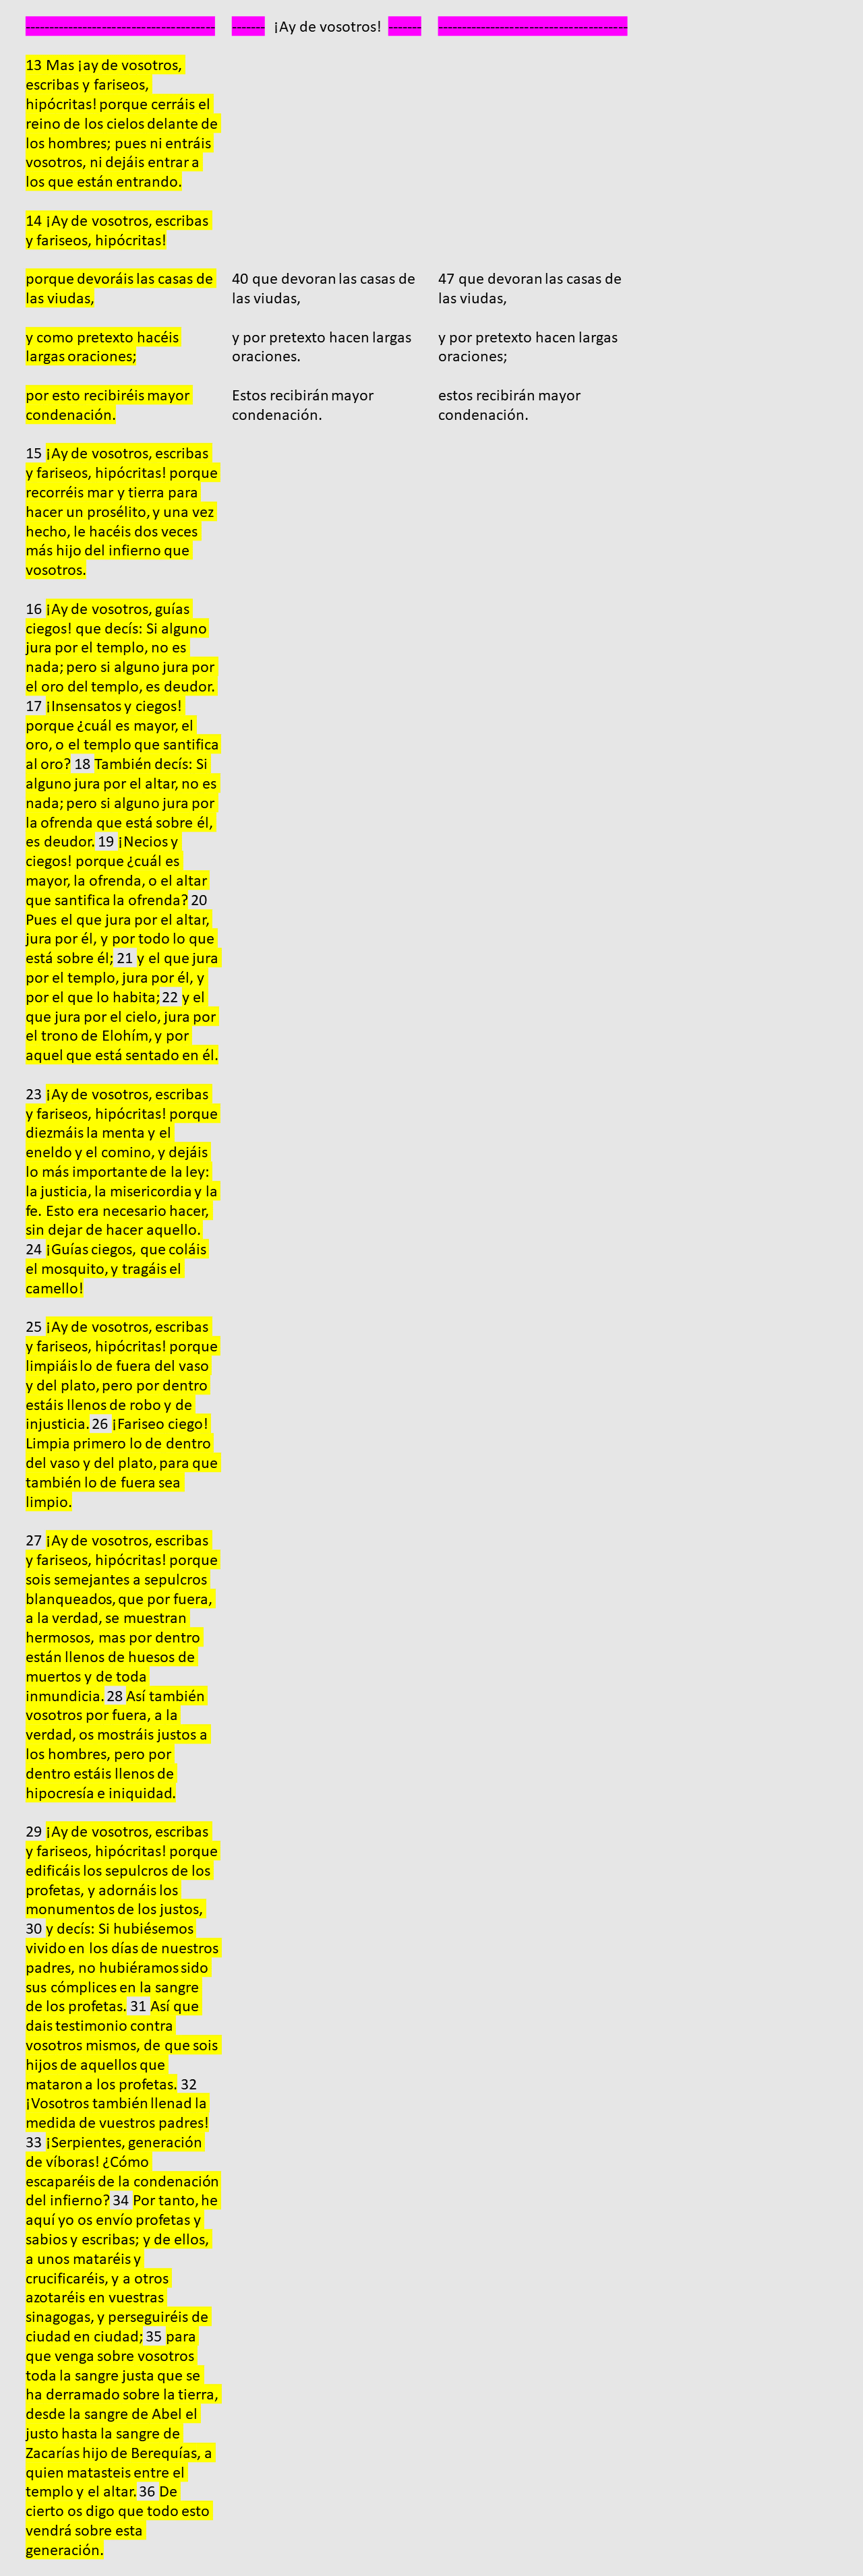 ------------------------------------- ------- ¡Ay de vosotros! ------- -------------------------------------
13 Mas ¡ay de vosotros,
escribas y fariseos,
hipócritas! porque cerráis el
reino de los cielos delante de
los hombres; pues ni entráis
vosotros, ni dejáis entrar a
los que están entrando.
14 ¡Ay de vosotros, escribas
y fariseos, hipócritas!
porque devoráis las casas de
las viudas,
y como pretexto hacéis
largas oraciones;
por esto recibiréis mayor
condenación.
40 que devoran las casas de
las viudas,
y por pretexto hacen largas
oraciones.
Estos recibirán mayor
condenación.
47 que devoran las casas de
las viudas,
y por pretexto hacen largas
oraciones;
estos recibirán mayor
condenación.
15 ¡Ay de vosotros, escribas
y fariseos, hipócritas! porque
recorréis mar y tierra para
hacer un prosélito, y una vez
hecho, le hacéis dos veces
más hijo del infierno que
vosotros.
16 ¡Ay de vosotros, guías
ciegos! que decís: Si alguno
jura por el templo, no es
nada; pero si alguno jura por
el oro del templo, es deudor.
17 ¡Insensatos y ciegos!
porque ¿cuál es mayor, el
oro, o el templo que santifica
al oro? 18 También decís: Si
alguno jura por el altar, no es
nada; pero si alguno jura por
la ofrenda que está sobre él,
es deudor. 19 ¡Necios y
ciegos! porque ¿cuál es
mayor, la ofrenda, o el altar
que santifica la ofrenda? 20
Pues el que jura por el altar,
jura por él, y por todo lo que
está sobre él; 21 y el que jura
por el templo, jura por él, y
por el que lo habita; 22 y el
que jura por el cielo, jura por
el trono de Elohím, y por
aquel que está sentado en él.
23 ¡Ay de vosotros, escribas
y fariseos, hipócritas! porque
diezmáis la menta y el
eneldo y el comino, y dejáis
lo más importante de la ley:
la justicia, la misericordia y la
fe. Esto era necesario hacer,
sin dejar de hacer aquello.
24 ¡Guías ciegos, que coláis
el mosquito, y tragáis el
camello!
25 ¡Ay de vosotros, escribas
y fariseos, hipócritas! porque
limpiáis lo de fuera del vaso
y del plato, pero por dentro
estáis llenos de robo y de
injusticia. 26 ¡Fariseo ciego!
Limpia primero lo de dentro
del vaso y del plato, para que
también lo de fuera sea
limpio.
27 ¡Ay de vosotros, escribas
y fariseos, hipócritas! porque
sois semejantes a sepulcros
blanqueados, que por fuera,
a la verdad, se muestran
hermosos, mas por dentro
están llenos de huesos de
muertos y de toda
inmundicia. 28 Así también
vosotros por fuera, a la
verdad, os mostráis justos a
los hombres, pero por
dentro estáis llenos de
hipocresía e iniquidad.
29 ¡Ay de vosotros, escribas
y fariseos, hipócritas! porque
edificáis los sepulcros de los
profetas, y adornáis los
monumentos de los justos,
30 y decís: Si hubiésemos
vivido en los días de nuestros
padres, no hubiéramos sido
sus cómplices en la sangre
de los profetas. 31 Así que
dais testimonio contra
vosotros mismos, de que sois
hijos de aquellos que
mataron a los profetas. 32
¡Vosotros también llenad la
medida de vuestros padres!
33 ¡Serpientes, generación
de víboras! ¿Cómo
escaparéis de la condenación
del infierno? 34 Por tanto, he
aquí yo os envío profetas y
sabios y escribas; y de ellos,
a unos mataréis y
crucificaréis, y a otros
azotaréis en vuestras
sinagogas, y perseguiréis de
ciudad en ciudad; 35 para
que venga sobre vosotros
toda la sangre justa que se
ha derramado sobre la tierra,
desde la sangre de Abel el
justo hasta la sangre de
Zacarías hijo de Berequías, a
quien matasteis entre el
templo y el altar. 36 De
cierto os digo que todo esto
vendrá sobre esta
generación.